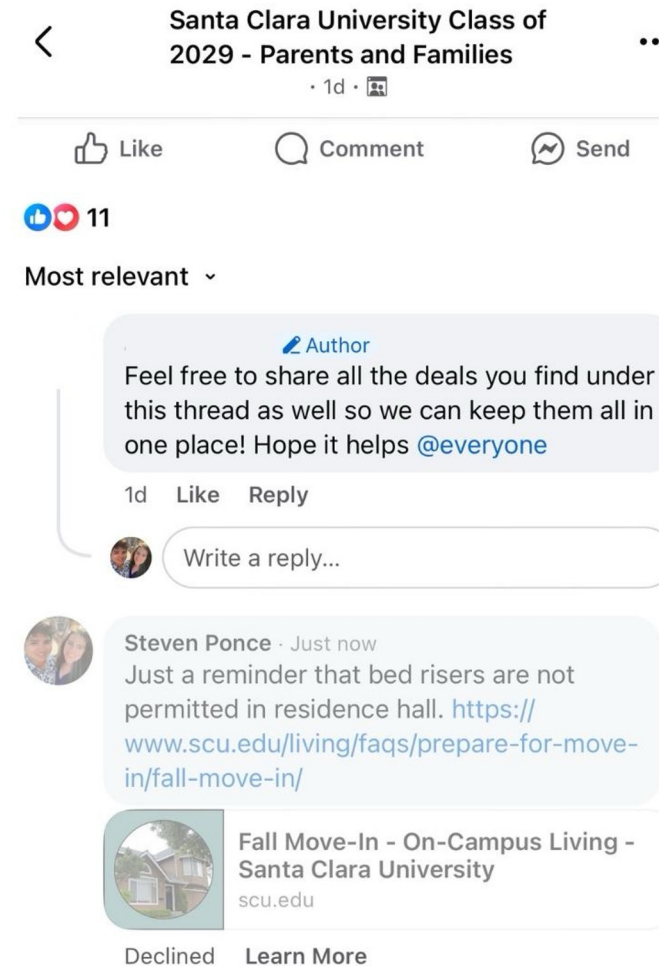 Santa Clara University Class of
2029 - Parents and Families
· 1d ·
Like
Comment
Send
11
Most relevant
Author
Feel free to share all the deals you find under
this thread as well so we can keep them all in
one place! Hope it helps @everyone
1d Like Reply
Write a reply...
Steven Ponce · Just now
Just a reminder that bed risers are not
permitted in residence hall. https://
www.scu.edu/living/faqs/prepare-for-move-
in/fall-move-in/
Fall Move-In - On-Campus Living -
Santa Clara University
scu.edu
Declined Learn More